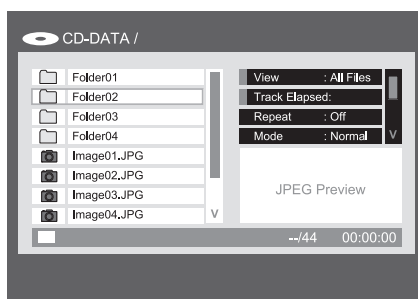 CD-DATA /
Folder01
Folder02
Folder03
Folder04
Image01.JPG
Image02.JPG
Image03.JPG
Image04.JPG
V
View : All Files
Track Elapsed:
Repeat : Off
Mode : Normal
V
JPEG Preview
--/44 00:00:00